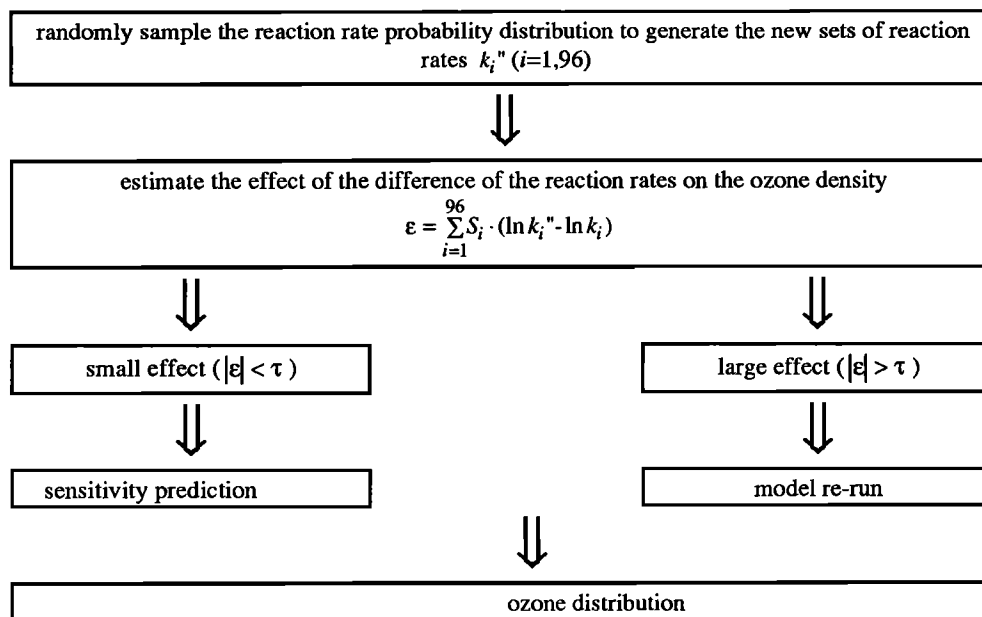 randomly sample the reaction rate probability distribution to generate the new sets of reaction
rates k_i" (i=1,96)
estimate the effect of the difference of the reaction rates on the ozone density
ε = ∑_{i=1}^{96} S_i · (ln k_i" - ln k_i)
small effect ( |ε| < τ )
large effect ( |ε| > τ )
sensitivity prediction
model re-run
ozone distribution